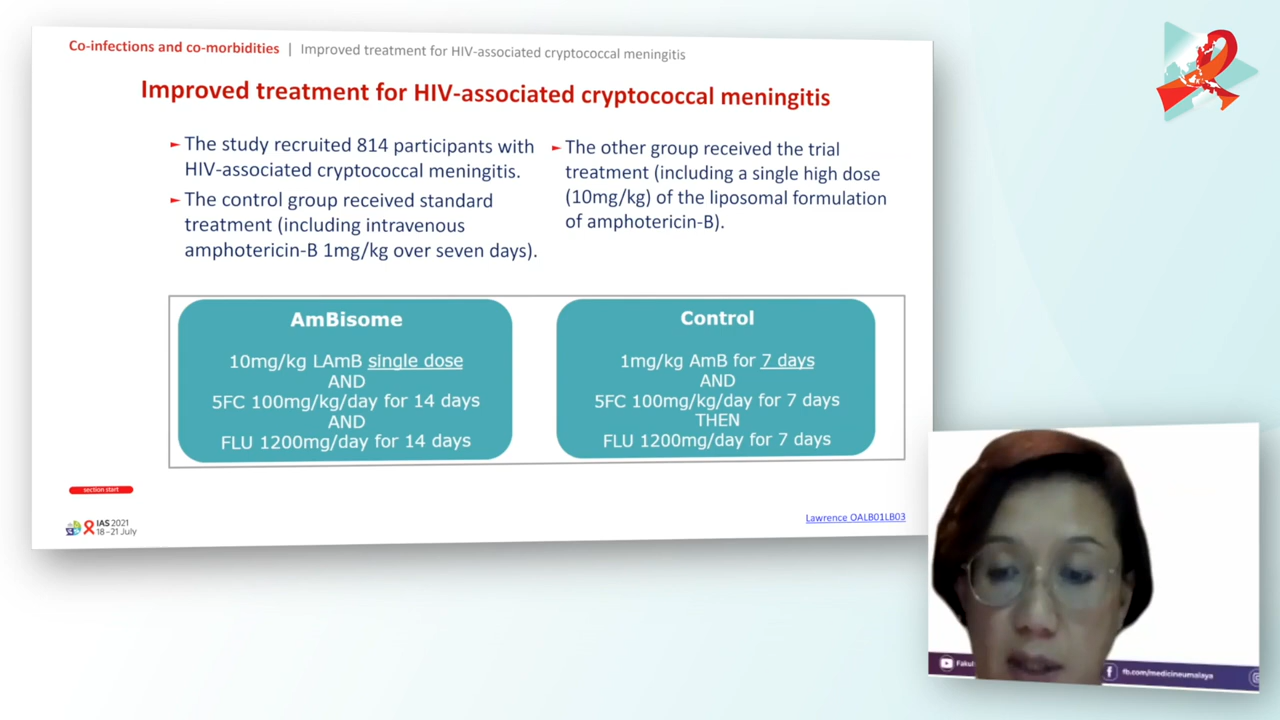 Co-infections and co-morbidities | Improved treatment for HIV-associated cryptococcal meningitis
Improved treatment for HIV-associated cryptococcal meningitis
The study recruited 814 participants with
HIV-associated cryptococcal meningitis.
The control group received standard
treatment (including intravenous
amphotericin-B 1mg/kg over seven days).
The other group received the trial
treatment (including a single high dose
(10mg/kg) of the liposomal formulation
of amphotericin-B).
AmBisome
10mg/kg LAmB single dose
AND
5FC 100mg/kg/day for 14 days
AND
FLU 1200mg/day for 14 days
Control
1mg/kg AmB for 7 days
AND
5FC 100mg/kg/day for 7 days
THEN
FLU 1200mg/day for 7 days
section start
IAS 2021
18–21 July
Lawrence OALB01LB03
Fakul
fb.com/medicineumalaya